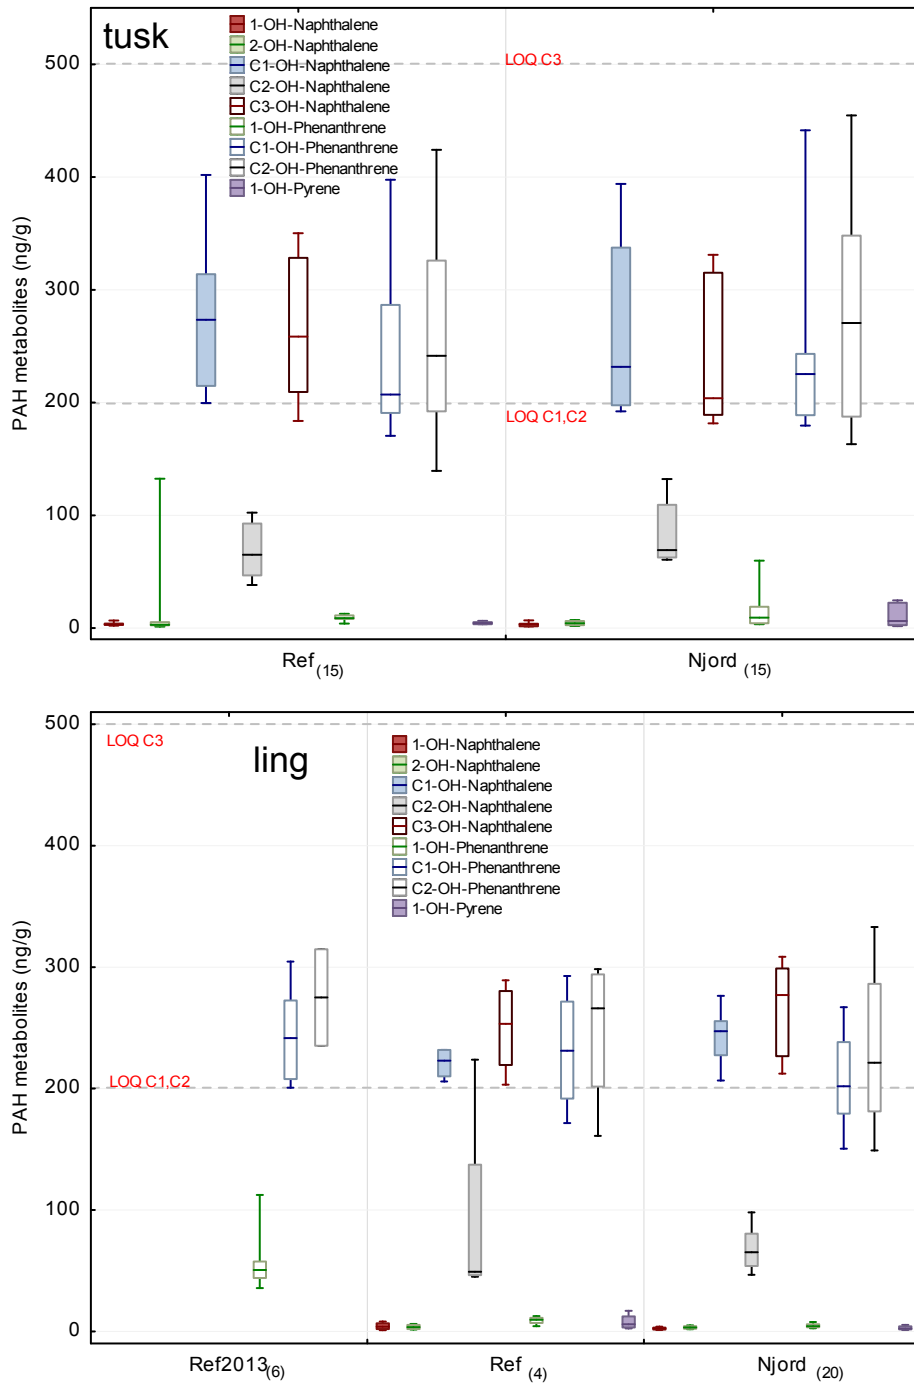 tusk
1-OH-Naphthalene
2-OH-Naphthalene
C1-OH-Naphthalene
C2-OH-Naphthalene
C3-OH-Naphthalene
1-OH-Phenanthrene
C1-OH-Phenanthrene
C2-OH-Phenanthrene
1-OH-Pyrene
LOQ C3
LOQ C1,C2
PAH metabolites (ng/g)
500
400
300
200
100
0
Ref (15)
Njord (15)
ling
LOQ C3
1-OH-Naphthalene
2-OH-Naphthalene
C1-OH-Naphthalene
C2-OH-Naphthalene
C3-OH-Naphthalene
1-OH-Phenanthrene
C1-OH-Phenanthrene
C2-OH-Phenanthrene
1-OH-Pyrene
LOQ C1,C2
PAH metabolites (ng/g)
500
400
300
200
100
0
Ref2013(6)
Ref (4)
Njord (20)